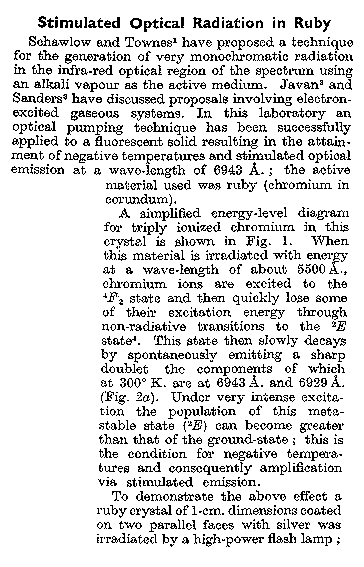 Stimulated Optical Radiation in Ruby
Schawlow and Townes¹ have proposed a technique
for the generation of very monochromatic radiation
in the infra-red optical region of the spectrum using
an alkali vapour as the active medium. Javan² and
Sanders³ have discussed proposals involving electron-
excited gaseous systems. In this laboratory an
optical pumping technique has been successfully
applied to a fluorescent solid resulting in the attain-
ment of negative temperatures and stimulated optical
emission at a wave-length of 6943 Å. ; the active
material used was ruby (chromium in
corundum).
A simplified energy-level diagram
for triply ionized chromium in this
crystal is shown in Fig. 1. When
this material is irradiated with energy
at a wave-length of about 5500 Å.,
chromium ions are excited to the
⁴F₂ state and then quickly lose some
of their excitation energy through
non-radiative transitions to the ²E
state⁴. This state then slowly decays
by spontaneously emitting a sharp
doublet the components of which
at 300° K. are at 6943 Å. and 6929 Å.
(Fig. 2a). Under very intense excita-
tion the population of this meta-
stable state (²E) can become greater
than that of the ground-state ; this is
the condition for negative tempera-
tures and consequently amplification
via stimulated emission.
To demonstrate the above effect a
ruby crystal of 1-cm. dimensions coated
on two parallel faces with silver was
irradiated by a high-power flash lamp ;